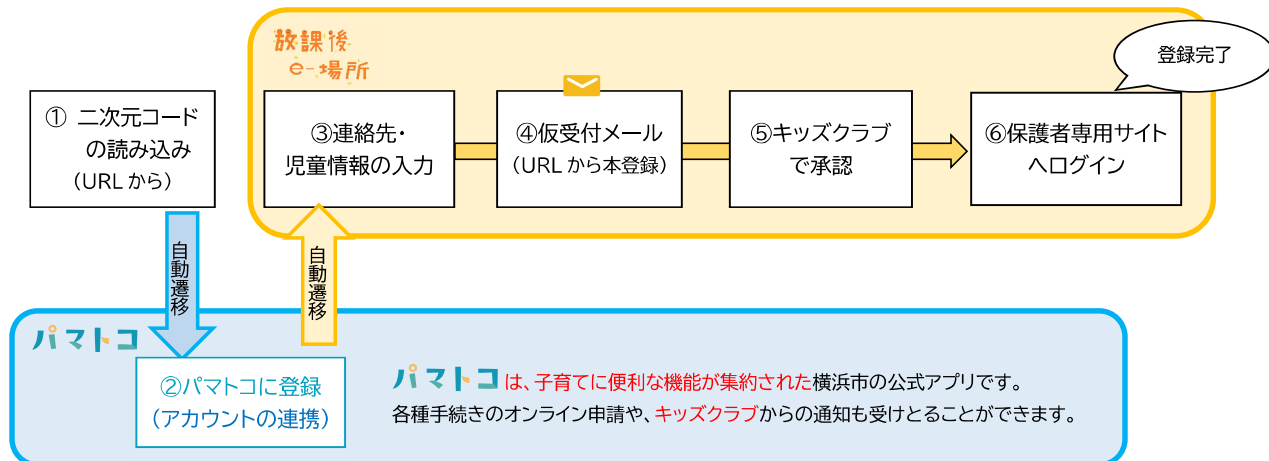 放課後
e-場所
登録完了
① 二次元コード
の読み込み
(URLから)
③連絡先・
児童情報の入力
④仮受付メール
(URLから本登録)
⑤キッズクラブ
で承認
⑥保護者専用サイト
へログイン
自動遷移
自動遷移
パマトコ
②パマトコに登録
(アカウントの連携)
パマトコは、子育てに便利な機能が集約された横浜市の公式アプリです。
各種手続きのオンライン申請や、キッズクラブからの通知も受けとることができます。